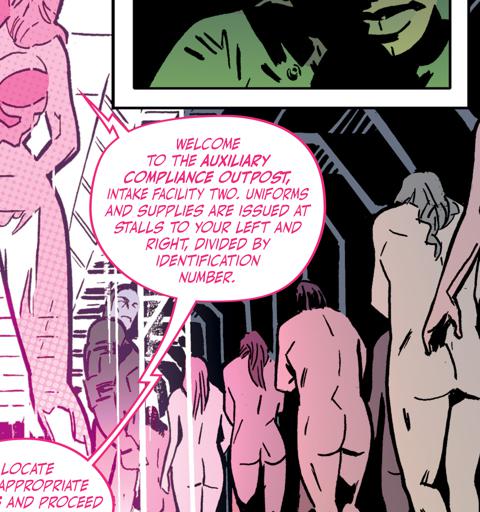 WELCOME
TO THE AUXILIARY
COMPLIANCE OUTPOST,
INTAKE FACILITY TWO. UNIFORMS
AND SUPPLIES ARE ISSUED AT
STALLS TO YOUR LEFT AND
RIGHT, DIVIDED BY
IDENTIFICATION
NUMBER.
LOCATE
APPROPRIATE
AND PROCEED